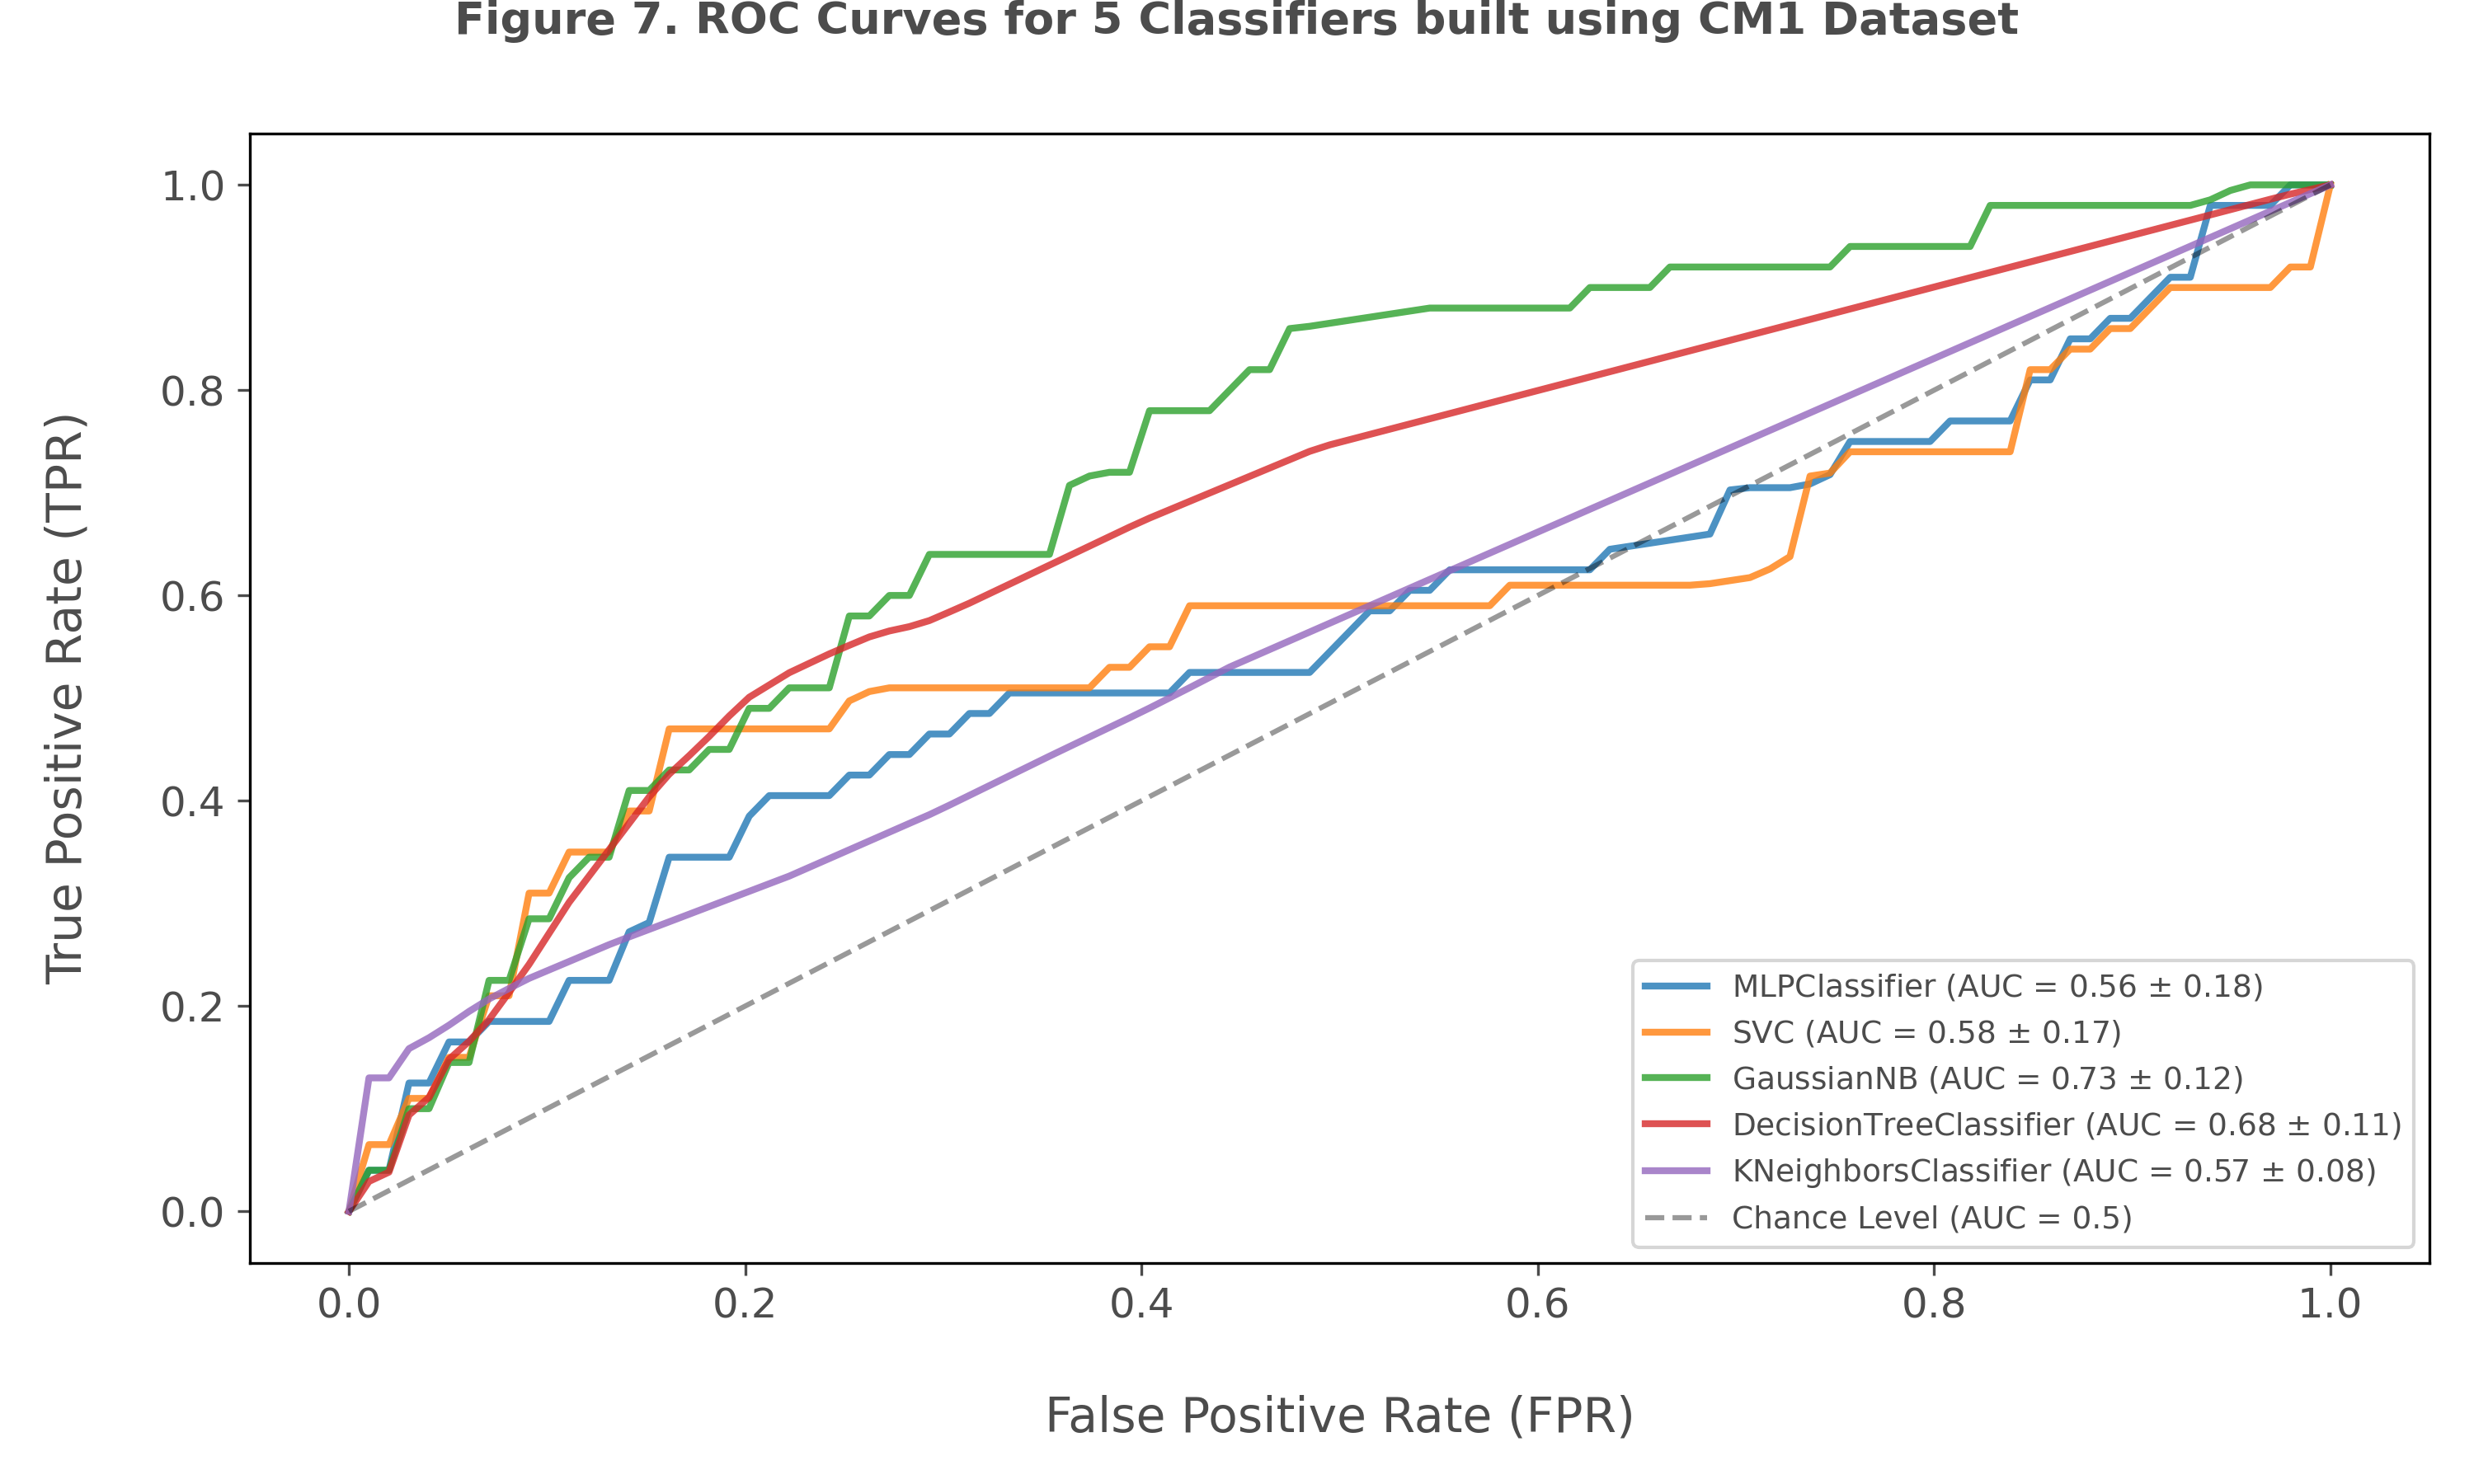 Figure 7. ROC Curves for 5 Classifiers built using CM1 Dataset
True Positive Rate (TPR)
1.0
0.8
0.6
0.4
0.2
0.0
0.0 0.2 0.4 0.6 0.8 1.0
False Positive Rate (FPR)
MLPClassifier (AUC = 0.56 ± 0.18)
SVC (AUC = 0.58 ± 0.17)
GaussianNB (AUC = 0.73 ± 0.12)
DecisionTreeClassifier (AUC = 0.68 ± 0.11)
KNeighborsClassifier (AUC = 0.57 ± 0.08)
Chance Level (AUC = 0.5)